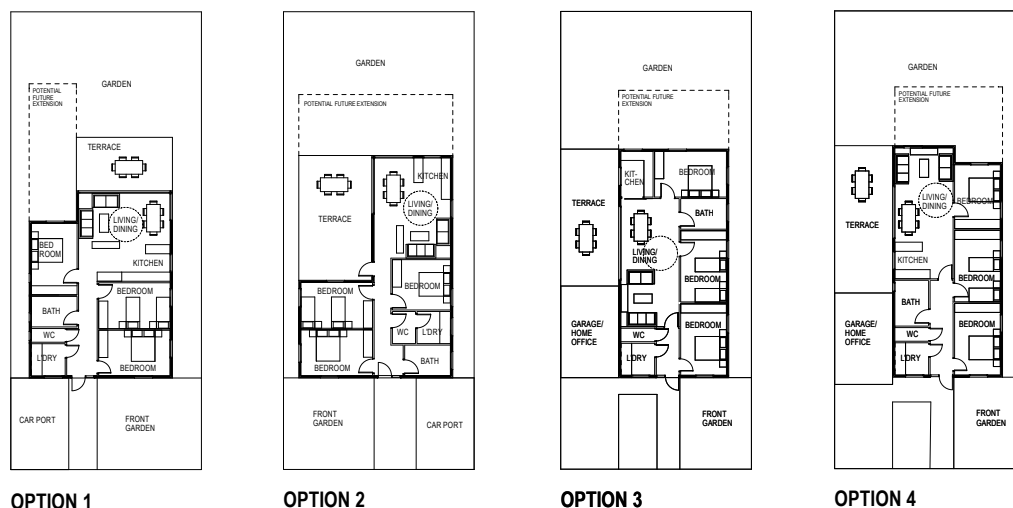 GARDEN
POTENTIAL
FUTURE
EXTENSION
TERRACE
LIVING/
DINING
BED
ROOM
KITCHEN
BEDROOM
BATH
WC
L'DRY
BEDROOM
CAR PORT
FRONT
GARDEN
OPTION 1
GARDEN
POTENTIAL FUTURE EXTENSION
KITCHEN
LIVING/
DINING
TERRACE
BEDROOM
BEDROOM
WC
L'DRY
BEDROOM
BATH
FRONT
GARDEN
CAR PORT
OPTION 2
GARDEN
POTENTIAL FUTURE
EXTENSION
KIT-
CHEN
BEDROOM
TERRACE
BATH
LIVING/
DINING
BEDROOM
GARAGE/
HOME
OFFICE
BEDROOM
WC
L'DRY
FRONT
GARDEN
OPTION 3
GARDEN
POTENTIAL FUTURE
EXTENSION
LIVING/
DINING
BEDROOM
TERRACE
KITCHEN
BEDROOM
BATH
GARAGE/
HOME
OFFICE
BEDROOM
WC
L'DRY
FRONT
GARDEN
OPTION 4